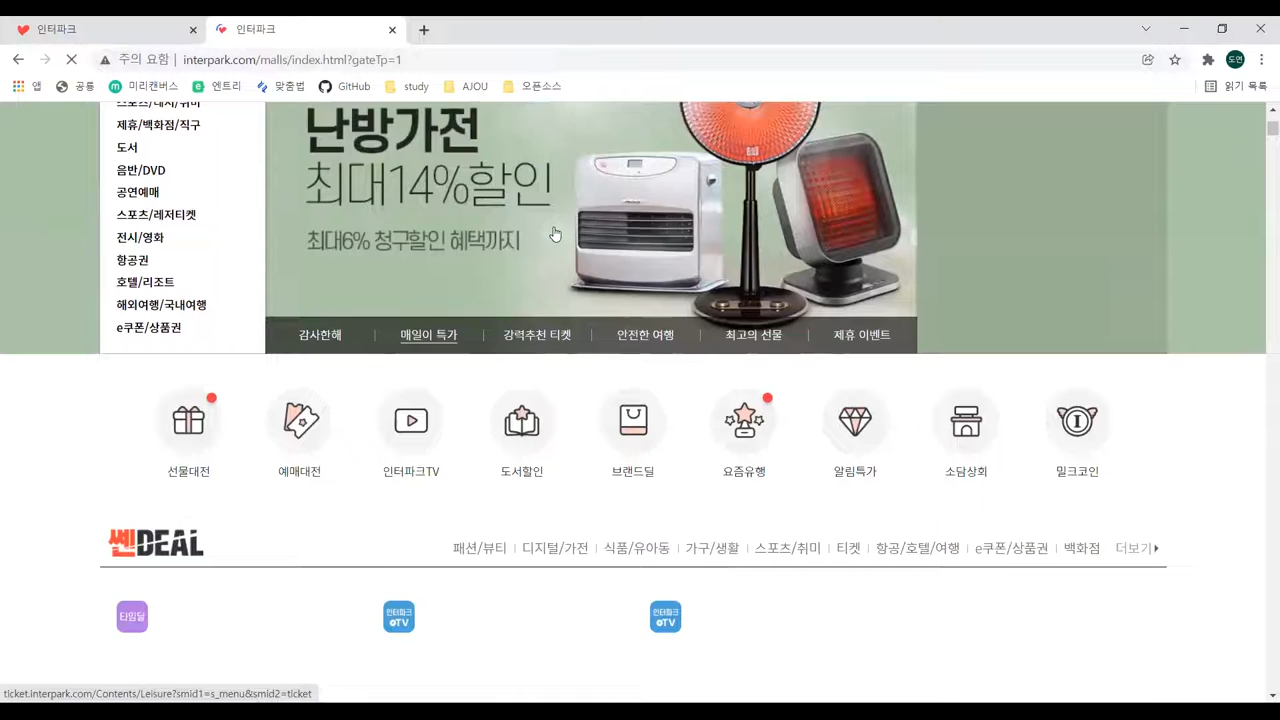 인터파크
인터파크
주의 요함 | interpark.com/malls/index.html?gateTp=1
앱 공룡 미리캔버스 엔트리 맞춤법 GitHub study AJOU 오픈소스 읽기 목록
도연
스포츠/레저/취미
제휴/백화점/직구
도서
음반/DVD
공연예매
스포츠/레저티켓
전시/영화
항공권
호텔/리조트
해외여행/국내여행
e쿠폰/상품권
난방가전
최대14%할인
최대6% 청구할인 혜택까지
감사한해 매일이 특가 강력추천 티켓 안전한 여행 최고의 선물 제휴 이벤트
선물대전 예매대전 인터파크TV 도서할인 브랜드딜 요즘유행 알림특가 소담상회 밀크코인
쎈DEAL
패션/뷰티 디지털/가전 식품/유아동 가구/생활 스포츠/취미 티켓 항공/호텔/여행 e쿠폰/상품권 백화점 더보기
타임딜
인터파크
TV
인터파크
TV
ticket.interpark.com/Contents/Leisure?smid1=s_menu&smid2=ticket